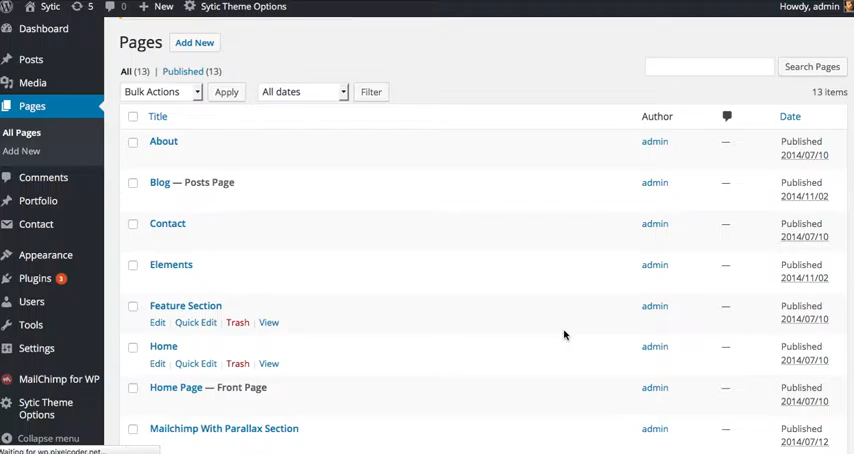 Sytic 5 0 New Sytic Theme Options Howdy, admin
Dashboard
Posts
Media
Pages
All Pages
Add New
Comments
Portfolio
Contact
Appearance
Plugins 3
Users
Tools
Settings
MailChimp for WP
Sytic Theme
Options
Collapse menu
Pages Add New
All (13) | Published (13)
Search Pages
Bulk Actions Apply All dates Filter 13 items
Title Author Date
About admin — Published
2014/07/10
Blog — Posts Page admin — Published
2014/11/02
Contact admin — Published
2014/07/10
Elements admin — Published
2014/11/02
Feature Section admin — Published
Edit | Quick Edit | Trash | View 2014/07/10
Home admin — Published
Edit | Quick Edit | Trash | View 2014/07/10
Home Page — Front Page admin — Published
2014/07/10
Mailchimp With Parallax Section admin — Published
2014/07/12
Waiting for wp.pixelcoder.net...